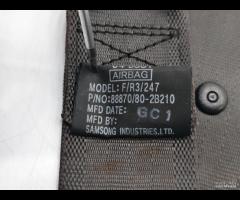 AIRBAG
MODEL: F/R3/247
P/NO: 88870/80-2B210
MFD DATE: GC1
MFD BY:
SAMSONG INDUSTRIES.LTD.